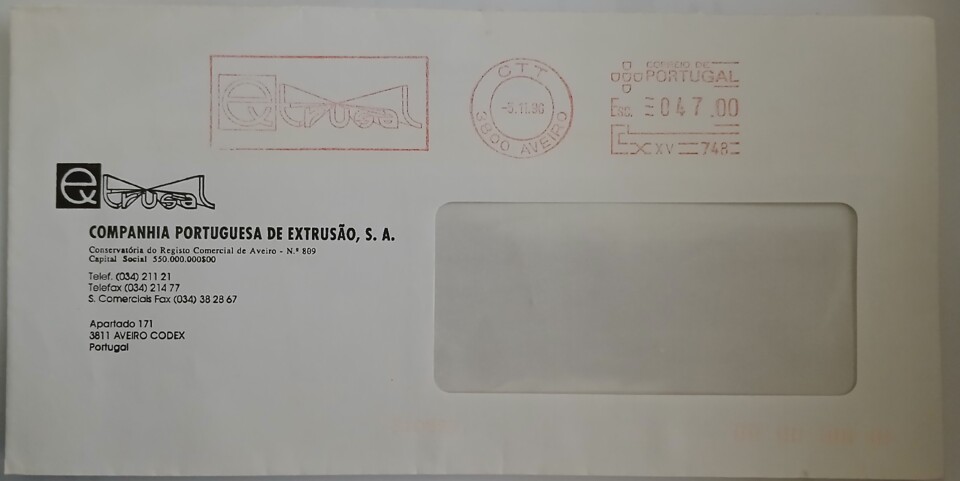 Extrusal
CTT
-5.11.96
3800 AVEIRO
CORREIO DE
PORTUGAL
Esc. 047.00
XV 748
Extrusal
COMPANHIA PORTUGUESA DE EXTRUSÃO, S. A.
Conservatória do Registo Comercial de Aveiro - N.º 809
Capital Social 550.000.000$00
Telef. (034) 211 21
Telefax (034) 214 77
S. Comerciais Fax (034) 38 28 67
Apartado 171
3811 AVEIRO CODEX
Portugal